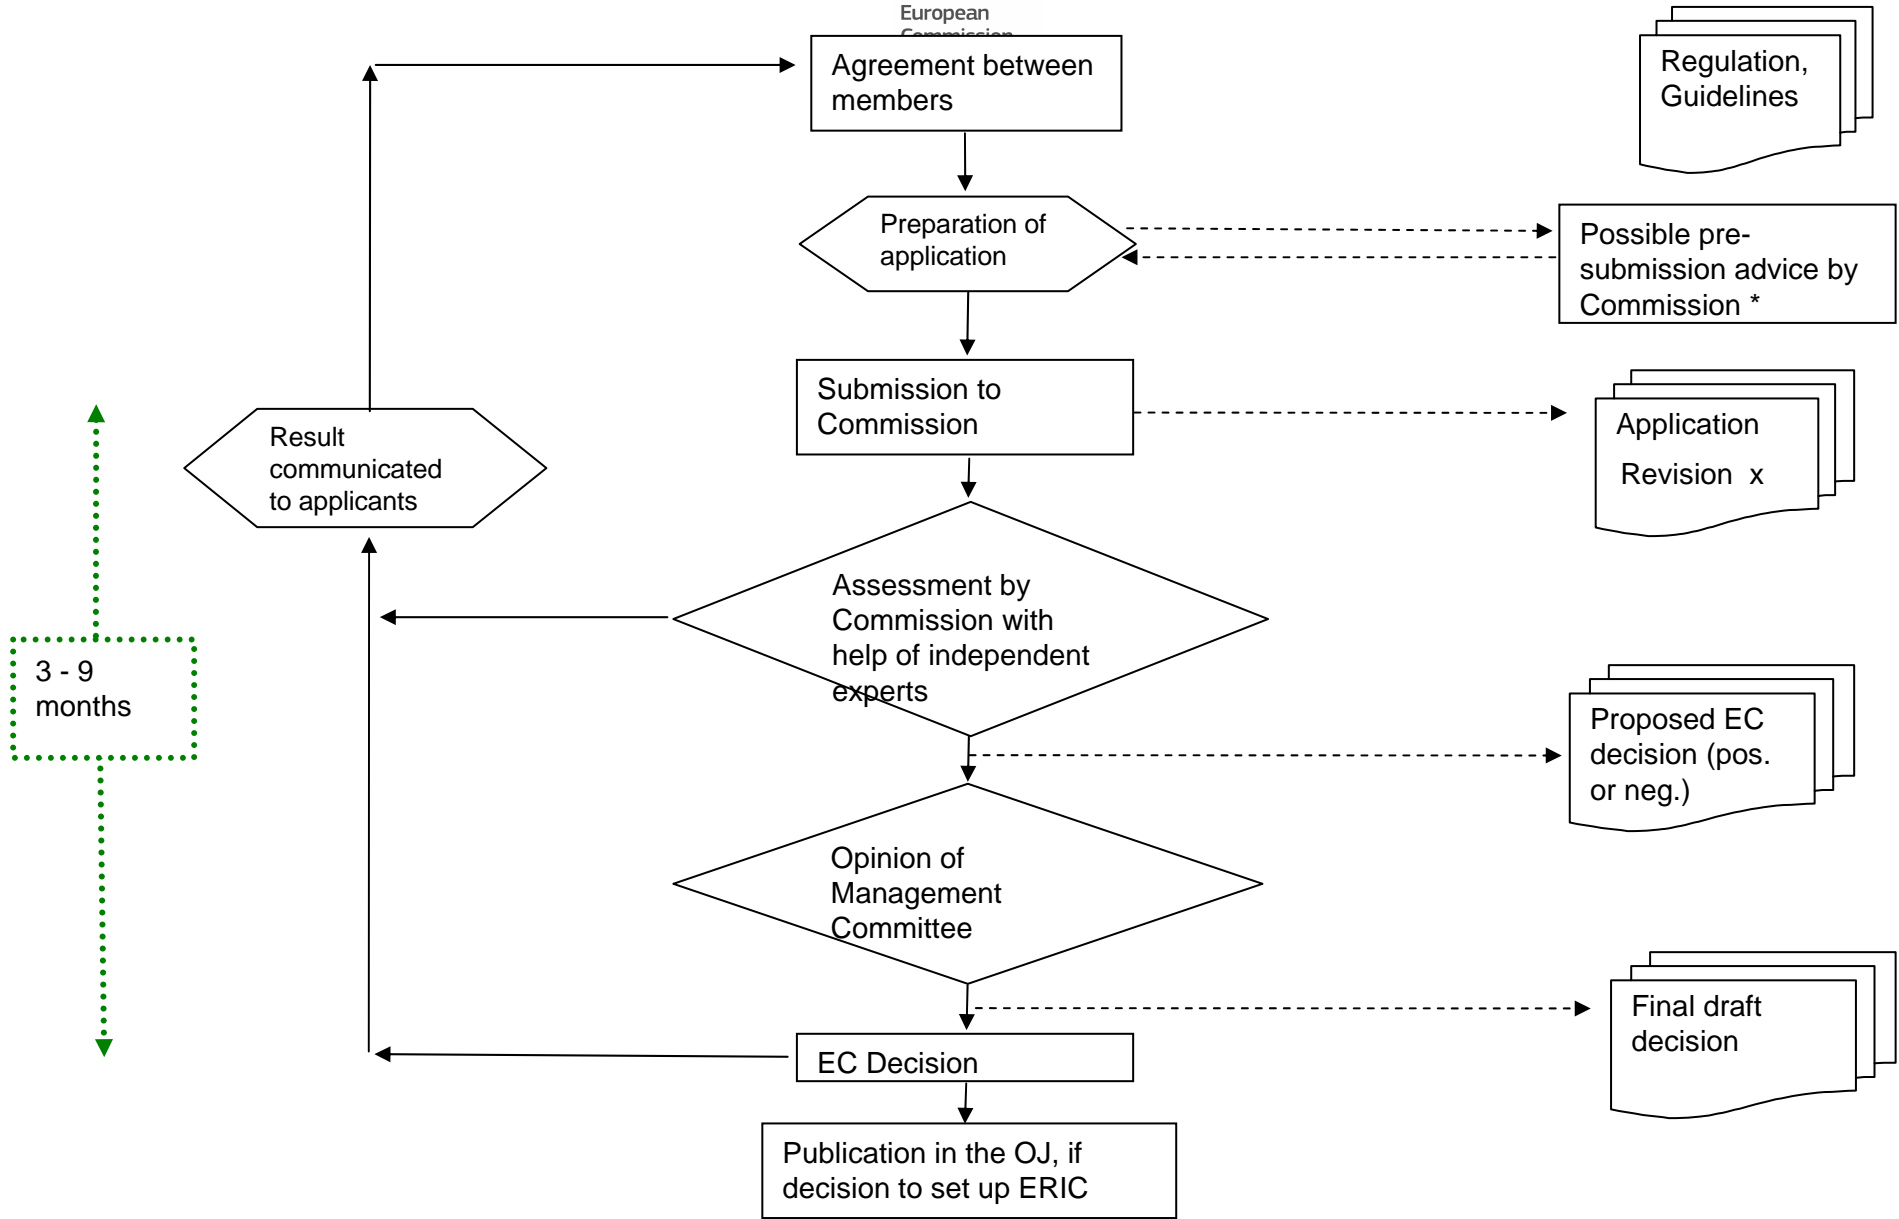 European
Commission
Agreement between
members
Regulation,
Guidelines
Preparation of
application
Possible pre-
submission advice by
Commission *
Submission to
Commission
Application
Revision x
Result
communicated
to applicants
Assessment by
Commission with
help of independent
experts
3 - 9
months
Proposed EC
decision (pos.
or neg.)
Opinion of
Management
Committee
Final draft
decision
EC Decision
Publication in the OJ, if
decision to set up ERIC